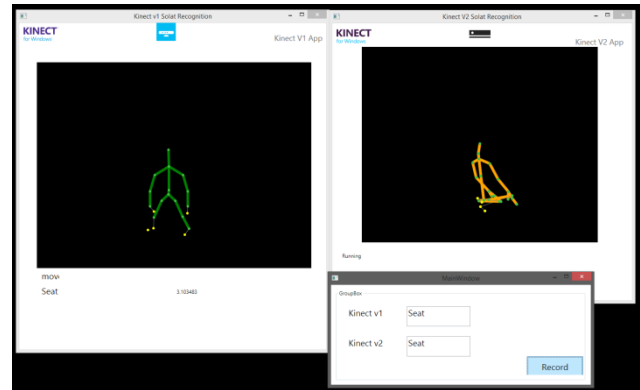 Kinect v1 Solat Recognition
KINECT
for Windows
Kinect V1 App
mov
Seat
3.103483
Kinect V2 Solat Recognition
KINECT
for Windows
Kinect V2 App
Running
MainWindow
GroupBox
Kinect v1
Seat
Kinect v2
Seat
Record